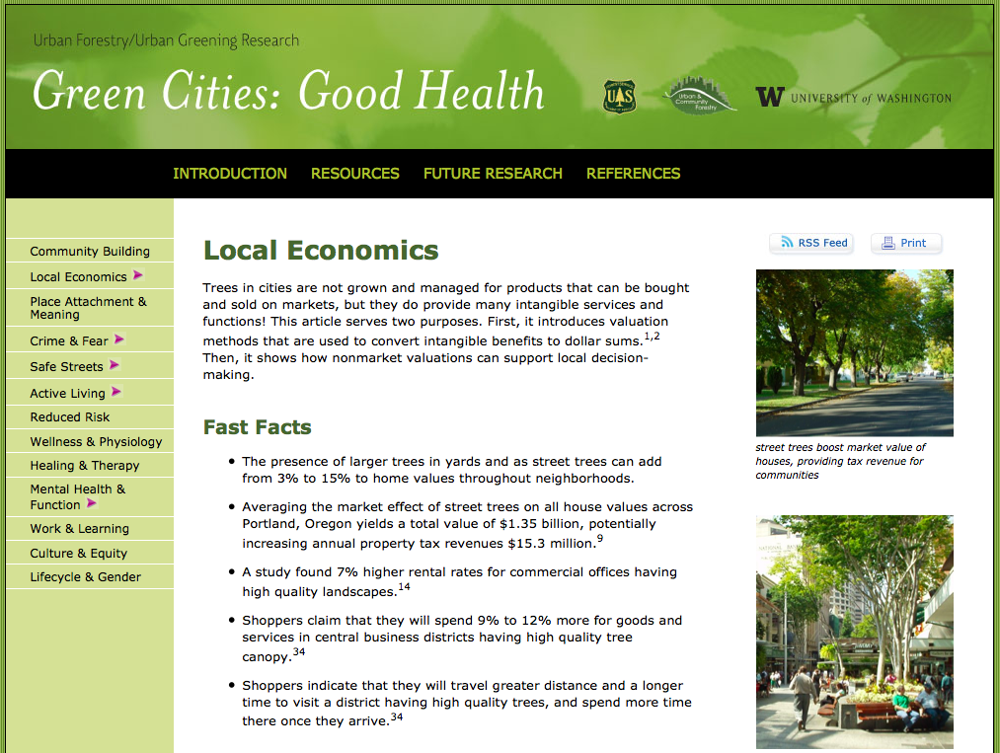 Urban Forestry/Urban Greening Research
Green Cities: Good Health
UAS
Urban &
Community
Forestry
W UNIVERSITY of WASHINGTON
INTRODUCTION RESOURCES FUTURE RESEARCH REFERENCES
Community Building
Local Economics
Place Attachment &
Meaning
Crime & Fear
Safe Streets
Active Living
Reduced Risk
Wellness & Physiology
Healing & Therapy
Mental Health &
Function
Work & Learning
Culture & Equity
Lifecycle & Gender
Local Economics
Trees in cities are not grown and managed for products that can be bought
and sold on markets, but they do provide many intangible services and
functions! This article serves two purposes. First, it introduces valuation
methods that are used to convert intangible benefits to dollar sums.1,2
Then, it shows how nonmarket valuations can support local decision-
making.
Fast Facts
• The presence of larger trees in yards and as street trees can add
from 3% to 15% to home values throughout neighborhoods.
• Averaging the market effect of street trees on all house values across
Portland, Oregon yields a total value of $1.35 billion, potentially
increasing annual property tax revenues $15.3 million.9
• A study found 7% higher rental rates for commercial offices having
high quality landscapes.14
• Shoppers claim that they will spend 9% to 12% more for goods and
services in central business districts having high quality tree
canopy.34
• Shoppers indicate that they will travel greater distance and a longer
time to visit a district having high quality trees, and spend more time
there once they arrive.34
RSS Feed Print
street trees boost market value of
houses, providing tax revenue for
communities